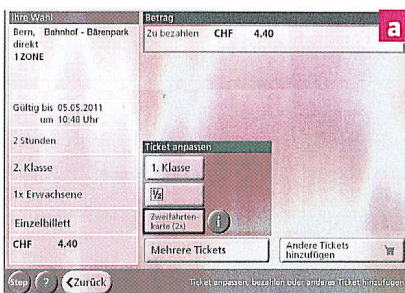 Ihre Wahl
Bern, Bahnhof - Bärenpark
direkt
1 ZONE
Gültig bis 05.05.2011
um 10:48 Uhr
2 Stunden
2. Klasse
1x Erwachsene
Einzelbillett
CHF 4.40
Betrag
Zu bezahlen CHF 4.40
a
Ticket anpassen
1. Klasse
½
Zweifahrten-
karte (2x)
i
Mehrere Tickets
Andere Tickets
hinzufügen
Stop
?
Zurück
Ticket anpassen, bezahlen oder anderes Ticket hinzufügen